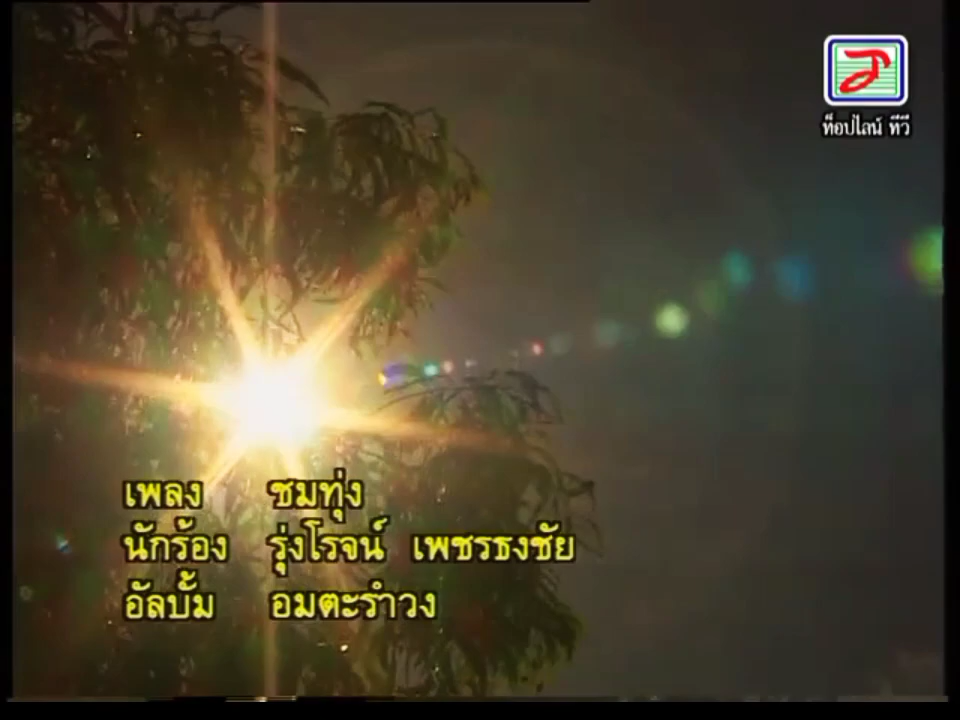 ท็อปไลน์ ทีวี
เพลง ชมทุ่ง
นักร้อง รุ่งโรจน์ เพชรธงชัย
อัลบั้ม อมตะรำวง